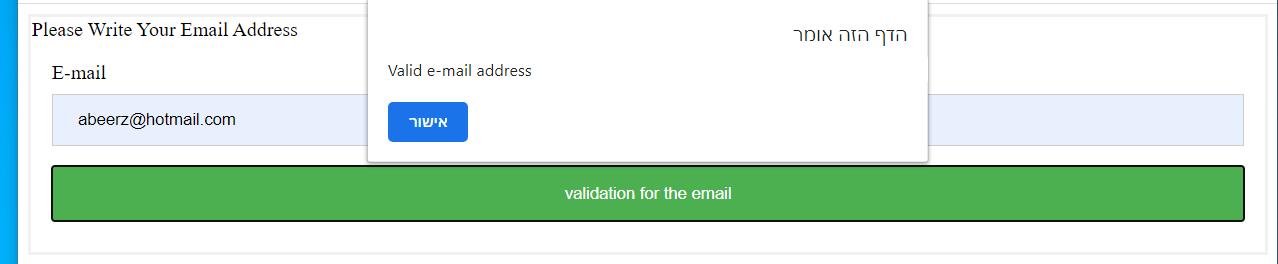 Please Write Your Email Address
הדף הזה אומר
E-mail
Valid e-mail address
abeerz@hotmail.com
אישור
validation for the email